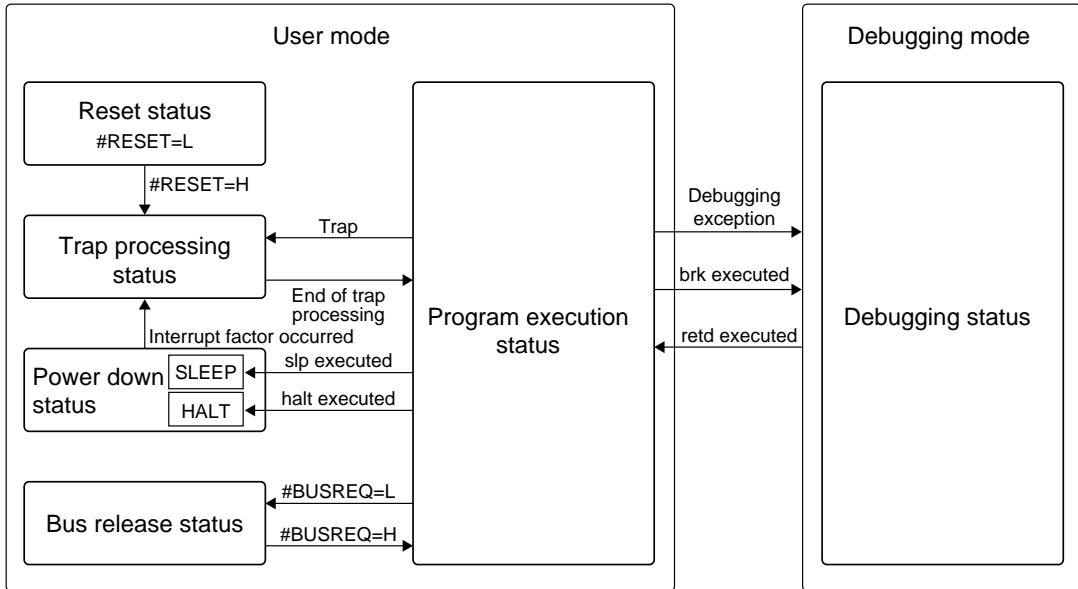 User mode
Debugging mode
Reset status
#RESET=L
#RESET=H
Trap processing
status
Trap
End of trap
processing
Interrupt factor occurred
Power down
status
SLEEP
HALT
slp executed
halt executed
Bus release status
#BUSREQ=L
#BUSREQ=H
Program execution
status
Debugging
exception
brk executed
retd executed
Debugging status